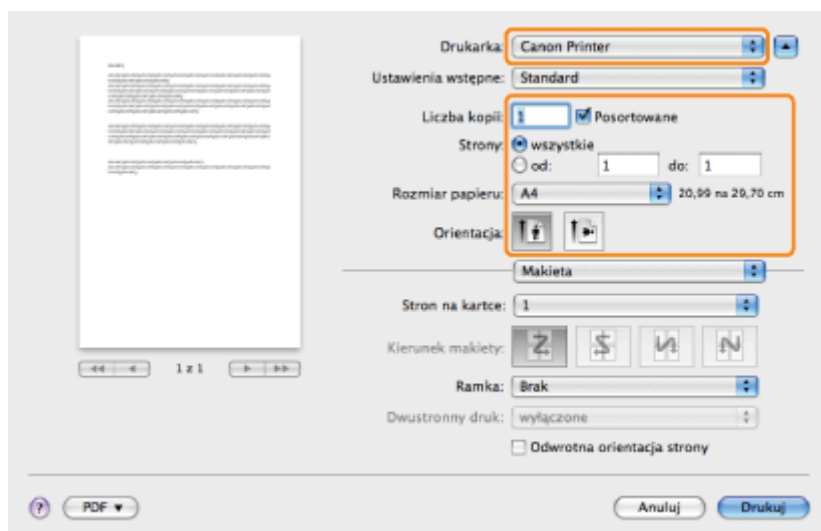 Drukarka: Canon Printer
Ustawienia wstępne: Standard
Liczba kopii: 1 Posortowane
Strony: wszystkie
od: 1 do: 1
Rozmiar papieru: A4 20,99 na 29,70 cm
Orientacja:
Makieta
Stron na kartce: 1
Kierunek makiety:
Ramka: Brak
Dwustronny druk: wyłączone
Odwrotna orientacja strony
1 z 1
? PDF Anuluj Drukuj